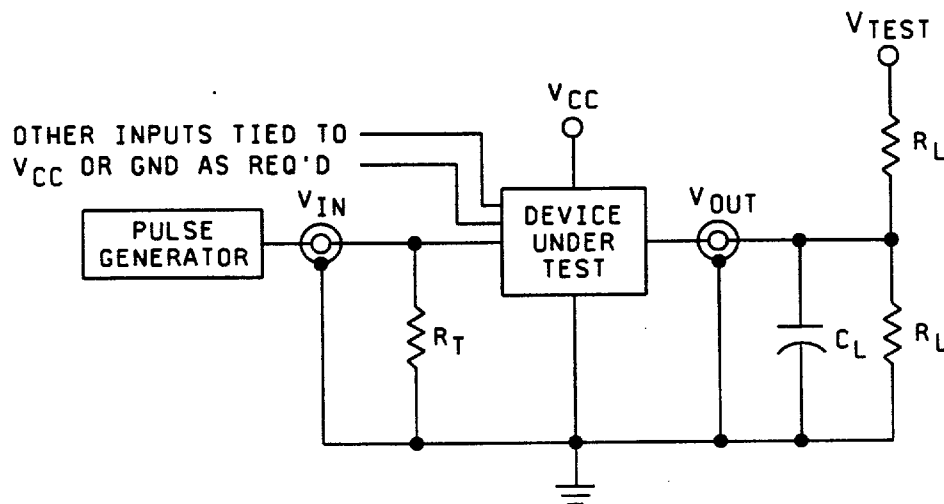 VTEST
VCC
OTHER INPUTS TIED TO
VCC OR GND AS REQ'D
RL
VIN
VOUT
PULSE
GENERATOR
DEVICE
UNDER
TEST
RT
CL
RL